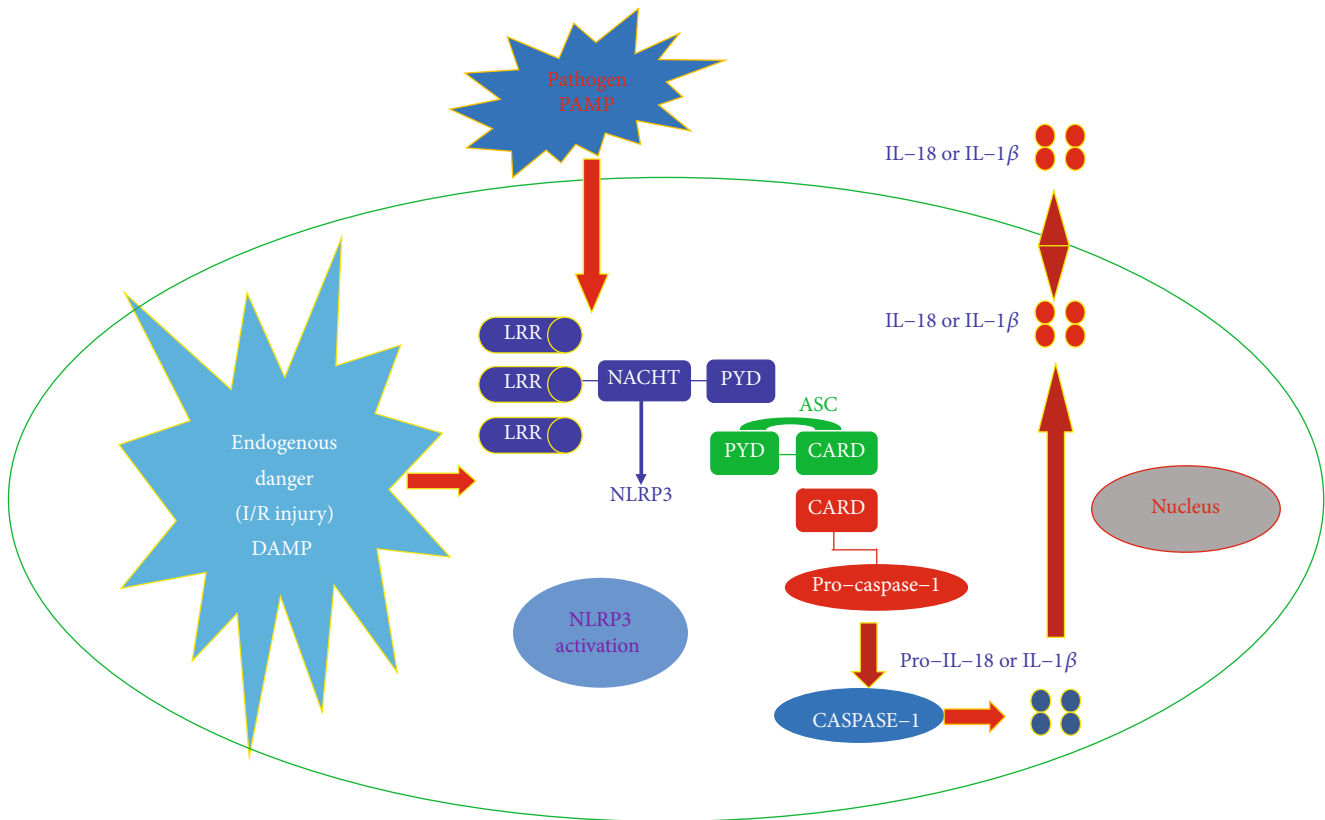 Pathogen
PAMP
IL–18 or IL–1β
IL–18 or IL–1β
LRR
LRR
NACHT
PYD
LRR
ASC
PYD
CARD
Endogenous
danger
(I/R injury)
DAMP
NLRP3
CARD
Nucleus
Pro–caspase–1
NLRP3
activation
Pro–IL–18 or IL–1β
CASPASE–1